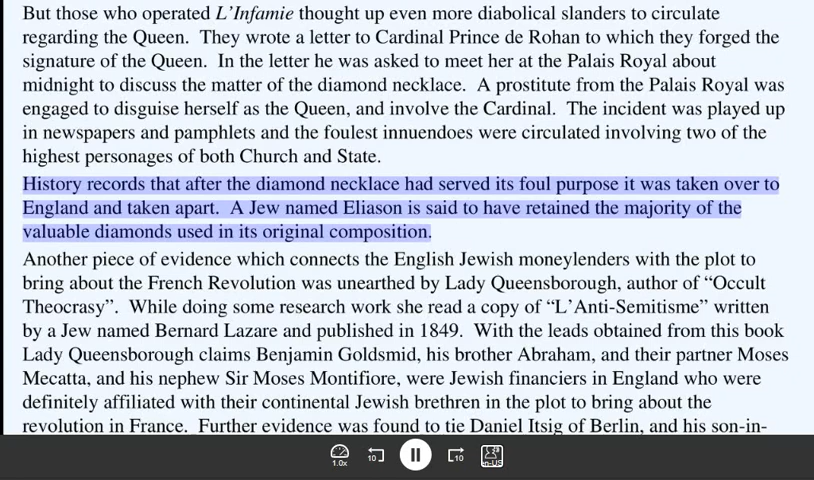 But those who operated L’Infamie thought up even more diabolical slanders to circulate
regarding the Queen.  They wrote a letter to Cardinal Prince de Rohan to which they forged the
signature of the Queen.  In the letter he was asked to meet her at the Palais Royal about
midnight to discuss the matter of the diamond necklace.  A prostitute from the Palais Royal was
engaged to disguise herself as the Queen, and involve the Cardinal.  The incident was played up
in newspapers and pamphlets and the foulest innuendoes were circulated involving two of the
highest personages of both Church and State.
History records that after the diamond necklace had served its foul purpose it was taken over to
England and taken apart.  A Jew named Eliason is said to have retained the majority of the
valuable diamonds used in its original composition.
Another piece of evidence which connects the English Jewish moneylenders with the plot to
bring about the French Revolution was unearthed by Lady Queensborough, author of “Occult
Theocrasy”.  While doing some research work she read a copy of “L’Anti-Semitisme” written
by a Jew named Bernard Lazare and published in 1849.  With the leads obtained from this book
Lady Queensborough claims Benjamin Goldsmid, his brother Abraham, and their partner Moses
Mecatta, and his nephew Sir Moses Montifiore, were Jewish financiers in England who were
definitely affiliated with their continental Jewish brethren in the plot to bring about the
revolution in France.  Further evidence was found to tie Daniel Itsig of Berlin, and his son-in-
1.0x
10
10
en-US